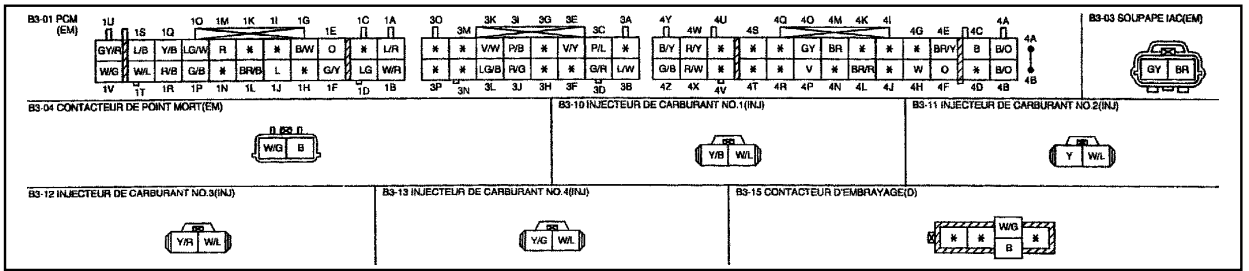 B3-01 PCM
(EM)
1U 1S 1Q 1O 1M 1K 1I 1G 1E 1C 1A
GY/R L/B Y/B LG/W R * * B/W O * L/R
W/G W/L R/B G/B * BR/B L * G/Y LG W/R
1V 1T 1R 1P 1N 1L 1J 1H 1F 1D 1B
3O 3M 3K 3I 3G 3E 3C 3A
* * V/W P/B * V/Y P/L *
* * LG/B R/G * * G/R L/W
3P 3N 3L 3J 3H 3F 3D 3B
4Y 4W 4U 4S 4Q 4O 4M 4K 4I 4G 4E 4C 4A
B/Y R/Y * * * GY BR * * * BR/Y B B/O
G/B R/W * * * V * BR/R * W O * B/O
4Z 4X 4V 4T 4R 4P 4N 4L 4J 4H 4F 4D 4B
4A
4B
B3-03 SOUPAPE IAC(EM)
GY BR
B3-04 CONTACTEUR DE POINT MORT(EM)
W/G B
B3-10 INJECTEUR DE CARBURANT NO.1(INJ)
Y/B W/L
B3-11 INJECTEUR DE CARBURANT NO.2(INJ)
Y W/L
B3-12 INJECTEUR DE CARBURANT NO.3(INJ)
Y/R W/L
B3-13 INJECTEUR DE CARBURANT NO.4(INJ)
Y/G W/L
B3-15 CONTACTEUR D'EMBRAYAGE(D)
* * W/G *
B